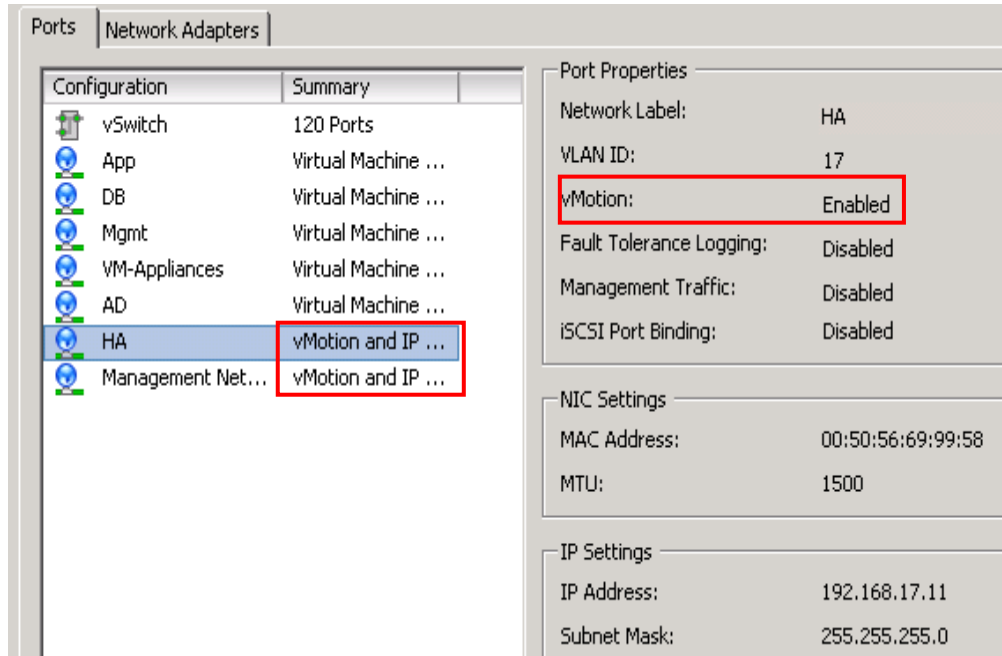 Ports Network Adapters
Configuration Summary
vSwitch 120 Ports
App Virtual Machine ...
DB Virtual Machine ...
Mgmt Virtual Machine ...
VM-Appliances Virtual Machine ...
AD Virtual Machine ...
HA vMotion and IP ...
Management Net... vMotion and IP ...
Port Properties
Network Label: HA
VLAN ID: 17
vMotion: Enabled
Fault Tolerance Logging: Disabled
Management Traffic: Disabled
iSCSI Port Binding: Disabled
NIC Settings
MAC Address: 00:50:56:69:99:58
MTU: 1500
IP Settings
IP Address: 192.168.17.11
Subnet Mask: 255.255.255.0